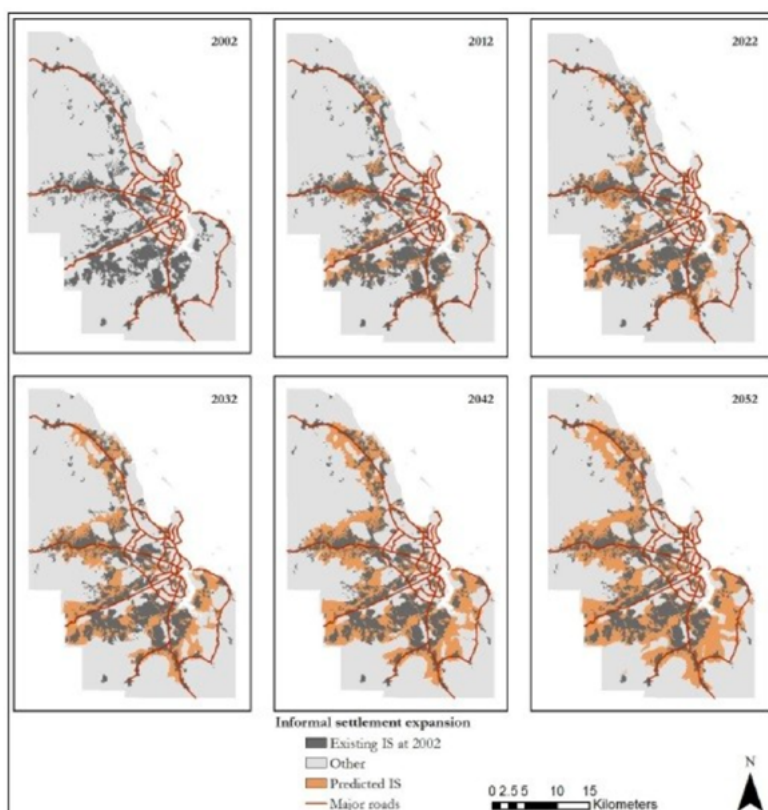 2002
2012
2022
2032
2042
2052
Informal settlement expansion
Existing IS at 2002
Other
Predicted IS
Major roads
0 2.5 5 10 15
Kilometers
N